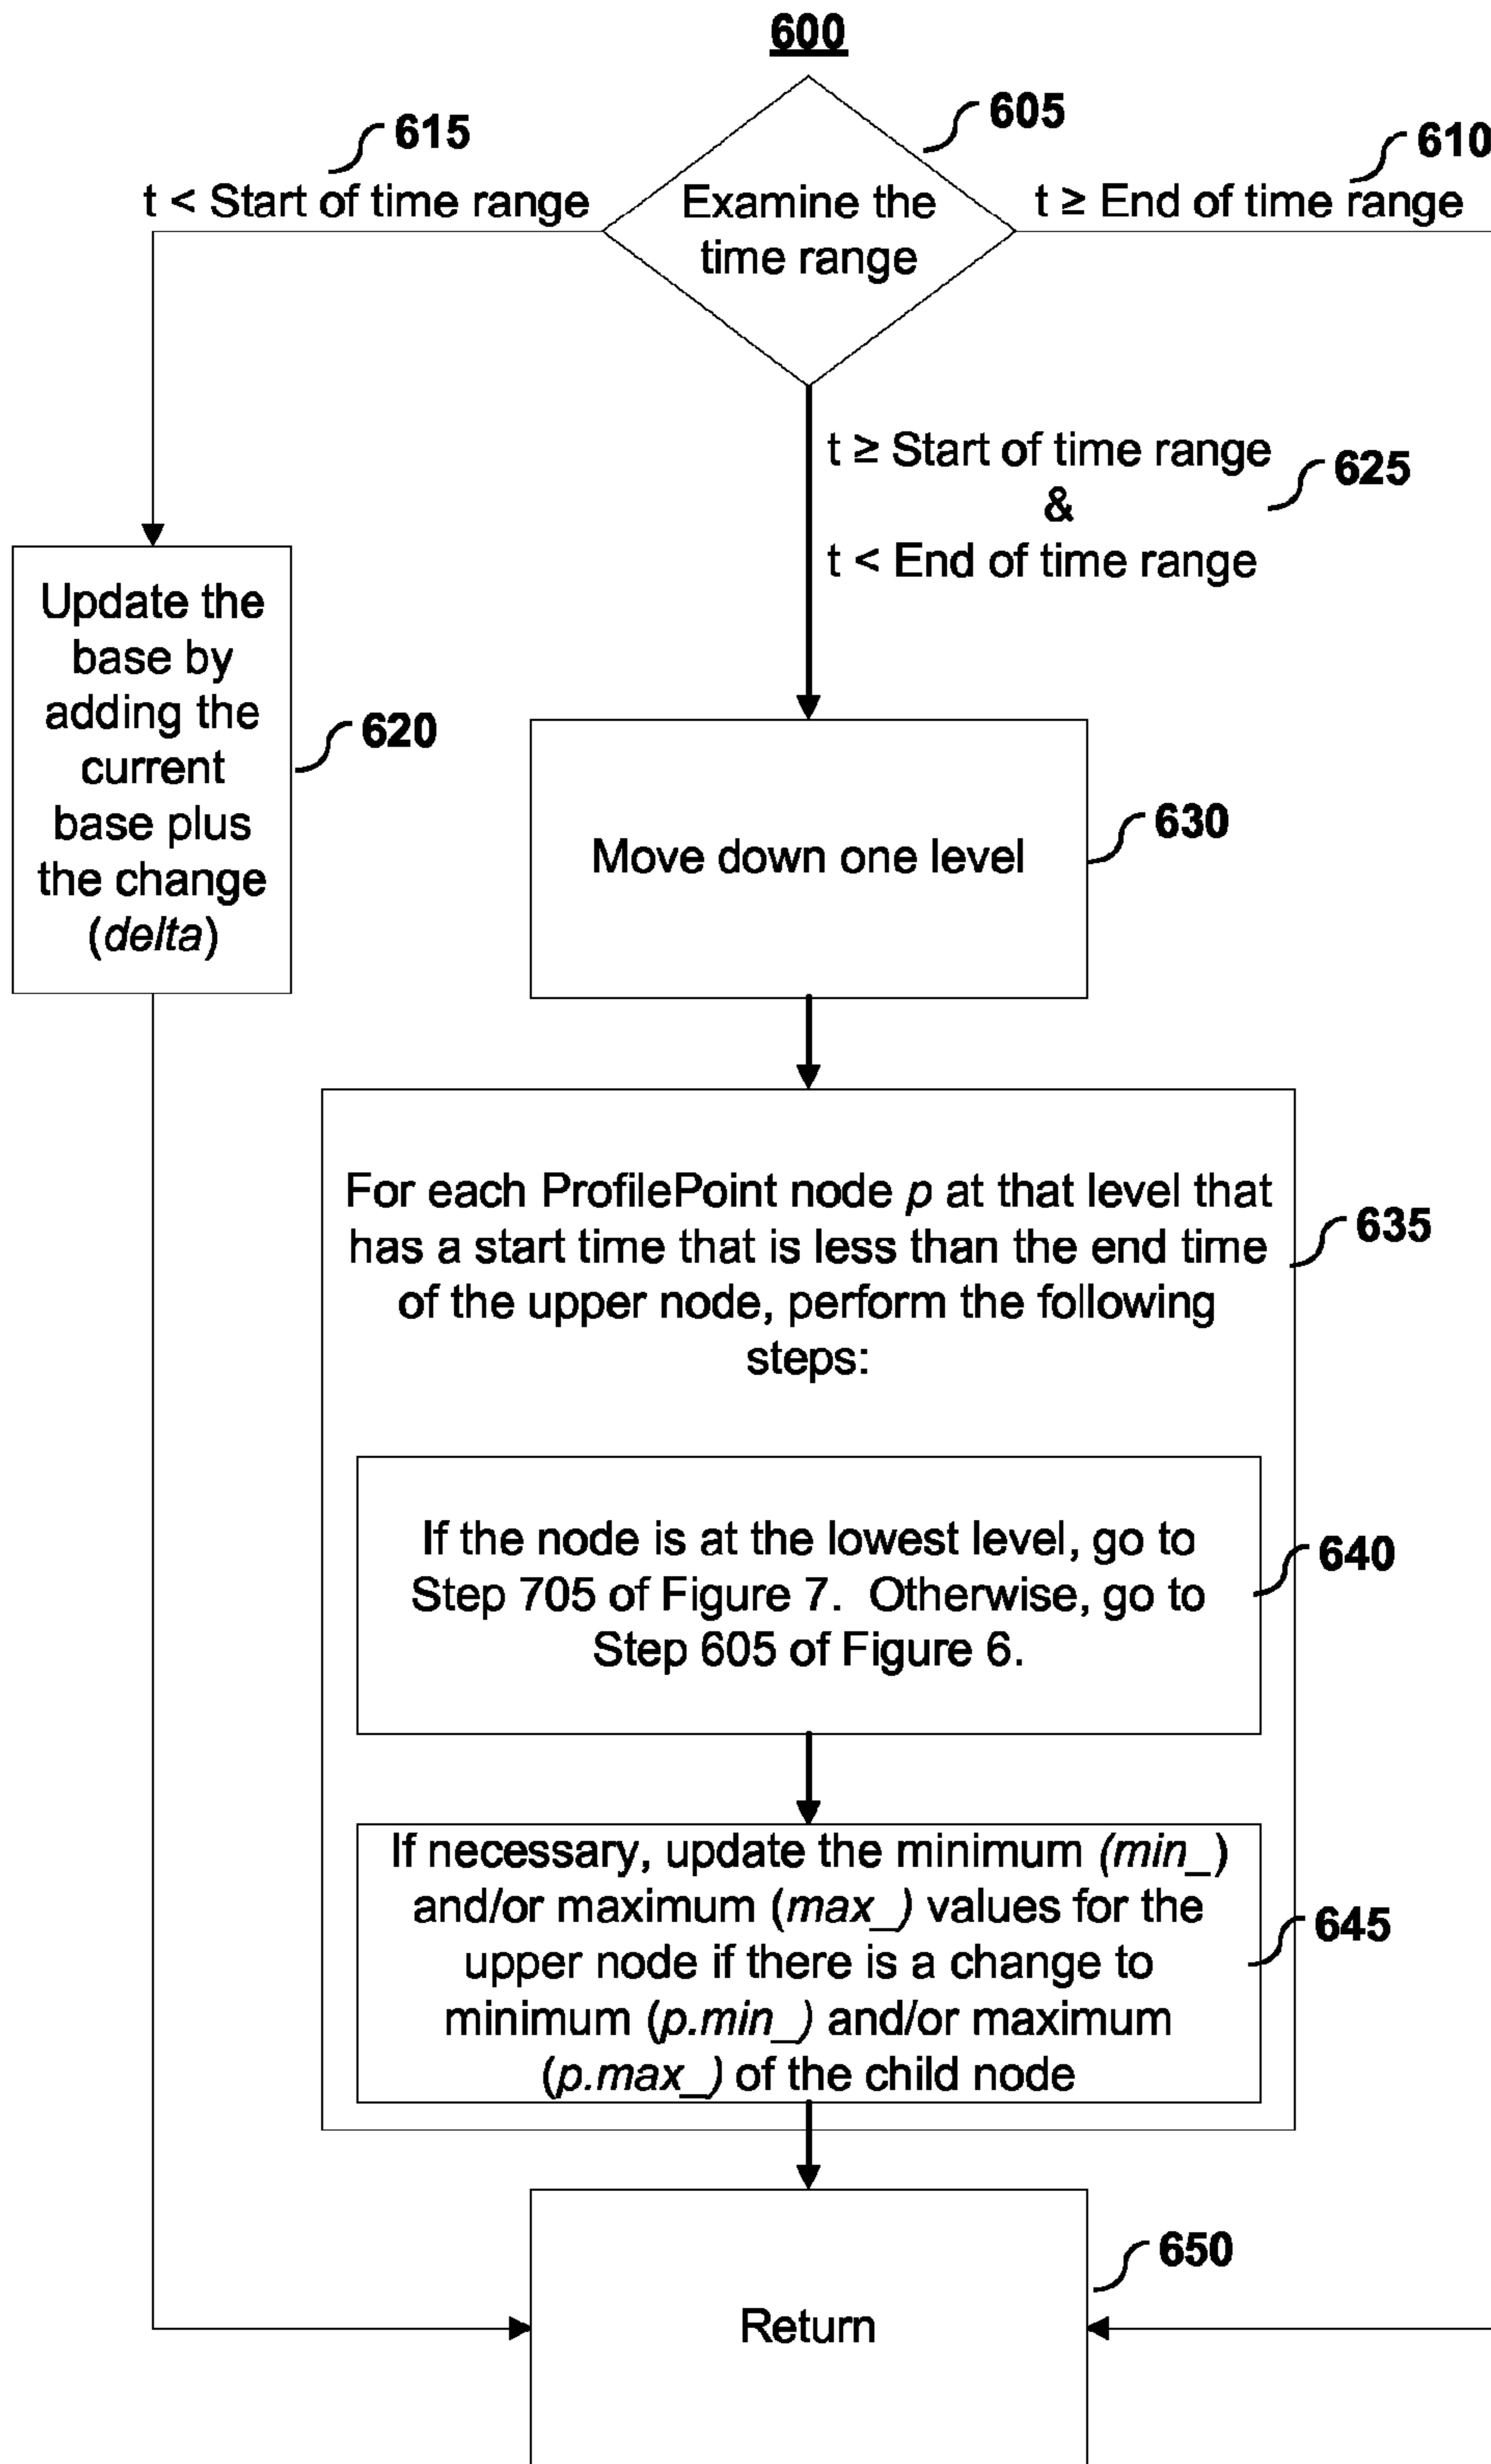 600
605
615
610
t < Start of time range
Examine the
time range
t ≥ End of time range
t ≥ Start of time range
&
t < End of time range
625
Update the
base by
adding the
current
base plus
the change
(delta)
620
Move down one level
630
For each ProfilePoint node p at that level that
has a start time that is less than the end time
of the upper node, perform the following
steps:
635
If the node is at the lowest level, go to
Step 705 of Figure 7. Otherwise, go to
Step 605 of Figure 6.
640
If necessary, update the minimum (min_)
and/or maximum (max_) values for the
upper node if there is a change to
minimum (p.min_) and/or maximum
(p.max_) of the child node
645
Return
650